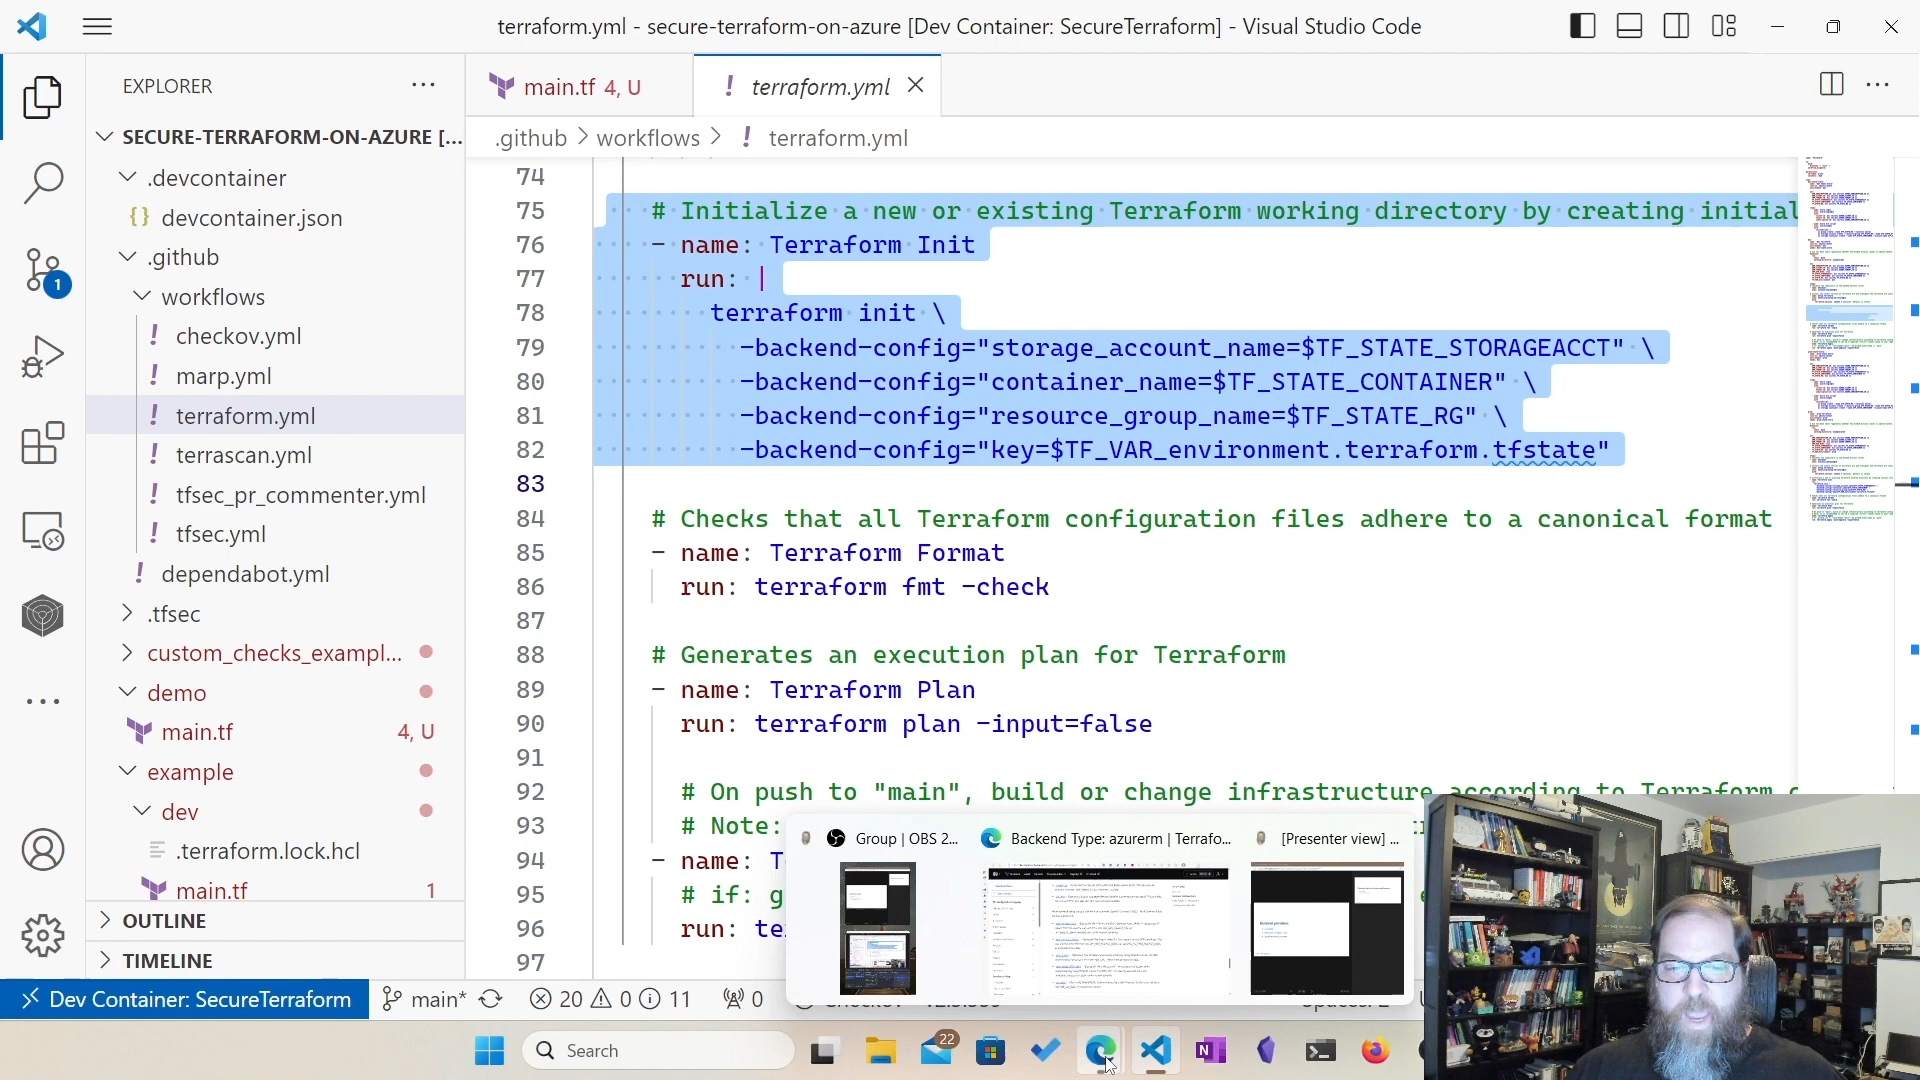 terraform.yml - secure-terraform-on-azure [Dev Container: SecureTerraform] - Visual Studio Code
EXPLORER
main.tf 4, U
! terraform.yml
SECURE-TERRAFORM-ON-AZURE [...
.github > workflows > ! terraform.yml
.devcontainer
{} devcontainer.json
.github
workflows
! checkov.yml
! marp.yml
! terraform.yml
! terrascan.yml
! tfsec_pr_commenter.yml
! tfsec.yml
! dependabot.yml
.tfsec
custom_checks_exampl...
demo
main.tf 4, U
example
dev
.terraform.lock.hcl
main.tf 1
OUTLINE
TIMELINE
1
74
75 # Initialize a new or existing Terraform working directory by creating initial
76 - name: Terraform Init
77 run: |
78 terraform init \
79 -backend-config="storage_account_name=$TF_STATE_STORAGEACCT" \
80 -backend-config="container_name=$TF_STATE_CONTAINER" \
81 -backend-config="resource_group_name=$TF_STATE_RG" \
82 -backend-config="key=$TF_VAR_environment.terraform.tfstate"
83
84 # Checks that all Terraform configuration files adhere to a canonical format
85 - name: Terraform Format
86 run: terraform fmt -check
87
88 # Generates an execution plan for Terraform
89 - name: Terraform Plan
90 run: terraform plan -input=false
91
92 # On push to "main", build or change infrastructure according to Terraform c
93 # Note:
94 - name: T
95 # if: g
96 run: te
97
Group | OBS 2...
Backend Type: azurerm | Terrafo...
[Presenter view] ...
Dev Container: SecureTerraform
main*
20 0 11
0
Search
22